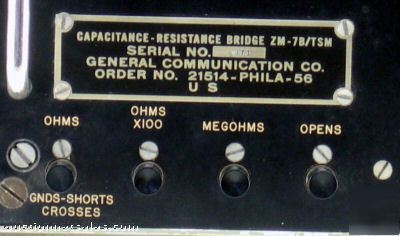 CAPACITANCE-RESISTANCE BRIDGE ZM-7B/TSM
SERIAL NO.
GENERAL COMMUNICATION CO.
ORDER NO. 21514-PHILA-56
U S
OHMS
OHMS
X100
MEGOHMS
OPENS
GNDS-SHORTS
CROSSES